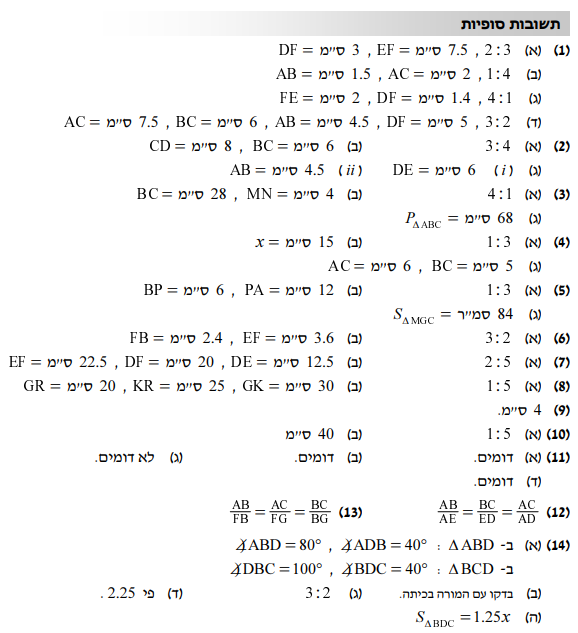 תשובות סופיות
(1) (א) 2:3 , EF = 7.5 ס״מ , DF = 3 ס״מ
(ב) 1:4 , AC = 2 ס״מ , AB = 1.5 ס״מ
(ג) 4:1 , DF = 1.4 ס״מ , FE = 2 ס״מ
(ד) 3:2 , DF = 5 ס״מ , AB = 4.5 ס״מ , BC = 6 ס״מ , AC = 7.5 ס״מ
(2) (א) 3:4 (ב) BC = 6 ס״מ , CD = 8 ס״מ
(ג) (i) DE = 6 ס״מ (ii) AB = 4.5 ס״מ
(3) (א) 4:1 (ב) MN = 4 ס״מ , BC = 28 ס״מ
(ג) P_{ΔABC} = 68 ס״מ
(4) (א) 1:3 (ב) x = 15 ס״מ
(ג) BC = 5 ס״מ , AC = 6 ס״מ
(5) (א) 1:3 (ב) PA = 12 ס״מ , BP = 6 ס״מ
(ג) S_{ΔMGC} = 84 סמ״ר
(6) (א) 3:2 (ב) EF = 3.6 ס״מ , FB = 2.4 ס״מ
(7) (א) 2:5 (ב) DE = 12.5 ס״מ , DF = 20 ס״מ , EF = 22.5 ס״מ
(8) (א) 1:5 (ב) GK = 30 ס״מ , KR = 25 ס״מ , GR = 20 ס״מ
(9) 4 ס״מ.
(10) (א) 1:5 (ב) 40 ס״מ
(11) (א) דומים. (ב) דומים. (ג) לא דומים.
(ד) דומים.
(12) AB/AE = BC/ED = AC/AD (13) AB/FB = AC/FG = BC/BG
(14) (א) ב- ΔABD : ∢ADB = 40° , ∢ABD = 80°
ב- ΔBCD : ∢BDC = 40° , ∢DBC = 100°
(ב) בדקו עם המורה בכיתה. (ג) 3:2 (ד) פי 2.25 .
(ה) S_{ΔBDC} = 1.25x